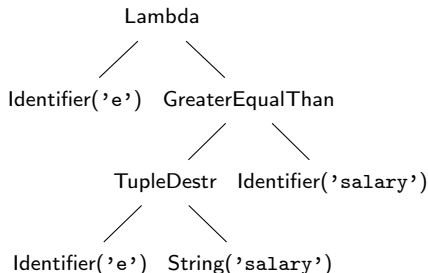 Lambda
Identifier('e') GreaterEqualThan
TupleDestr Identifier('salary')
Identifier('e') String('salary')